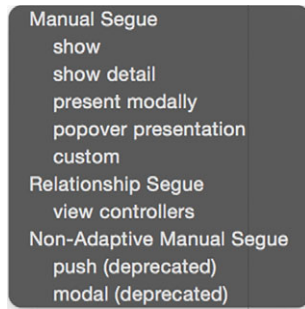 Manual Segue
show
show detail
present modally
popover presentation
custom
Relationship Segue
view controllers
Non-Adaptive Manual Segue
push (deprecated)
modal (deprecated)